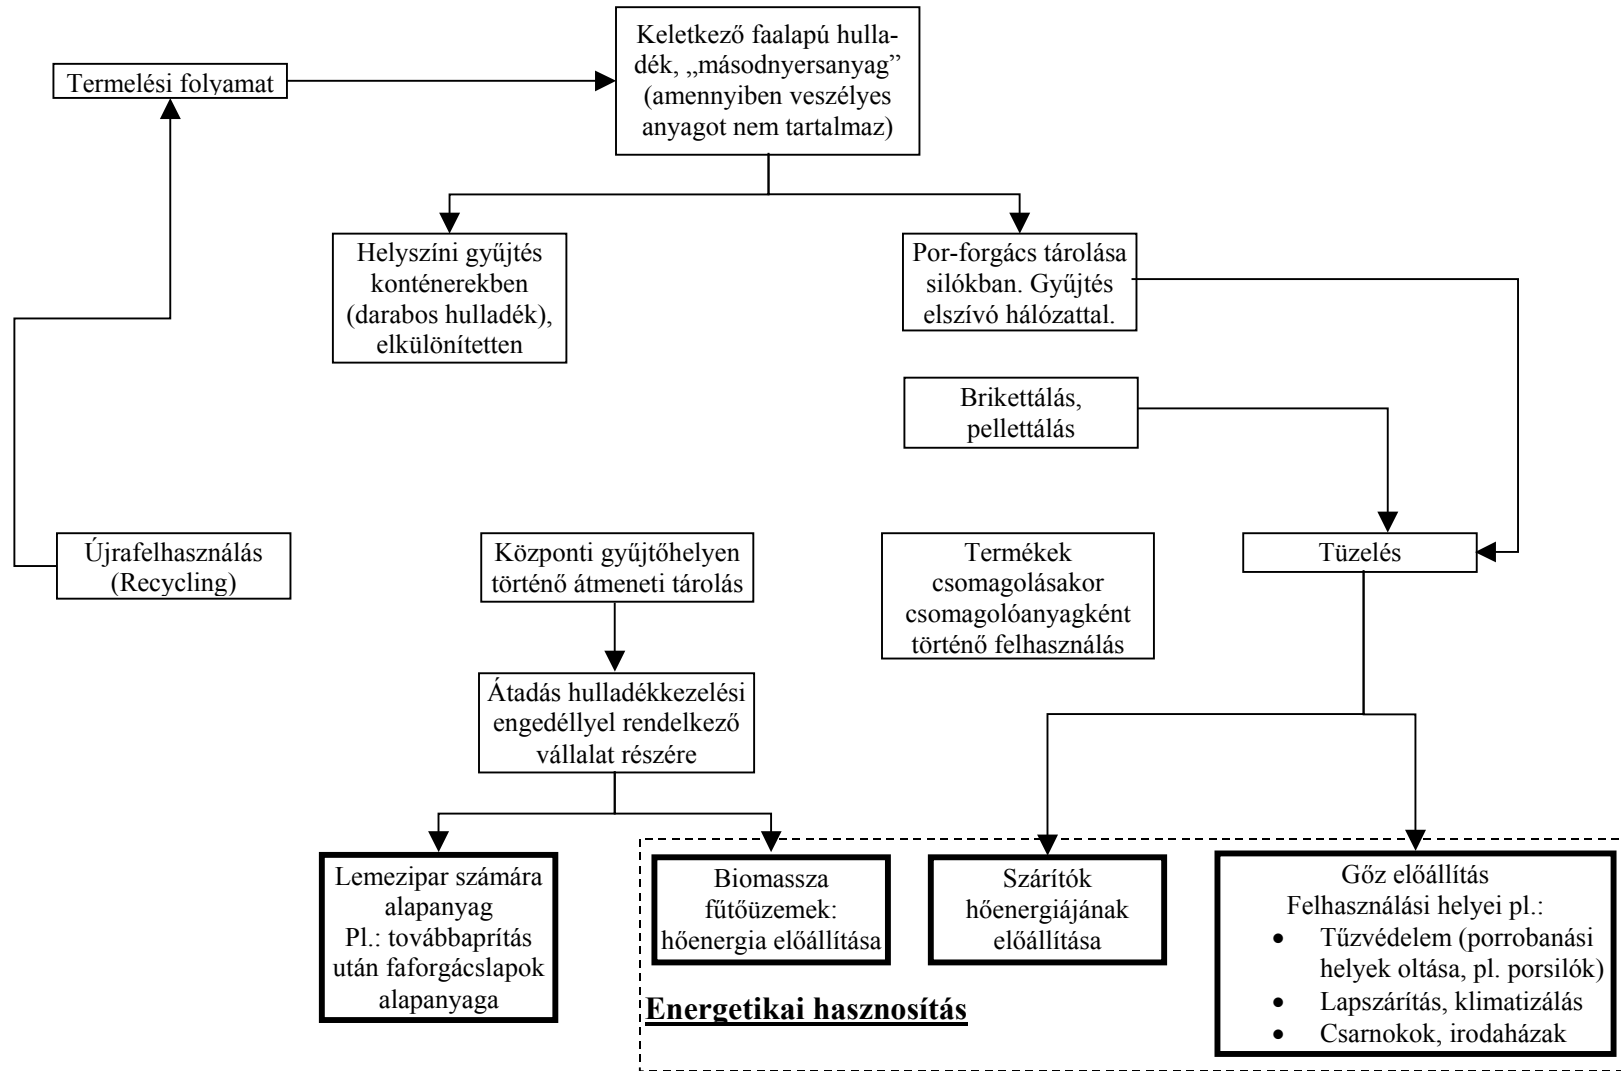 Keletkező faalapú hulla-
dék, „másodnyersanyag”
(amennyiben veszélyes
anyagot nem tartalmaz)
Termelési folyamat
Helyszíni gyűjtés
konténerekben
(darabos hulladék),
elkülönítetten
Por-forgács tárolása
silókban. Gyűjtés
elszívó hálózattal.
Brikettálás,
pellettálás
Újrafelhasználás
(Recycling)
Központi gyűjtőhelyen
történő átmeneti tárolás
Termékek
csomagolásakor
csomagolóanyagként
történő felhasználás
Tüzelés
Átadás hulladékkezelési
engedéllyel rendelkező
vállalat részére
Lemezipar számára
alapanyag
Pl.: továbbaprítás
után faforgácslapok
alapanyaga
Biomassza
fűtőüzemek:
hőenergia előállítása
Szárítók
hőenergiájának
előállítása
Gőz előállítás
Felhasználási helyei pl.:
• Tűzvédelem (porrobanási
helyek oltása, pl. porsilók)
• Lapszárítás, klimatizálás
• Csarnokok, irodaházak
Energetikai hasznosítás